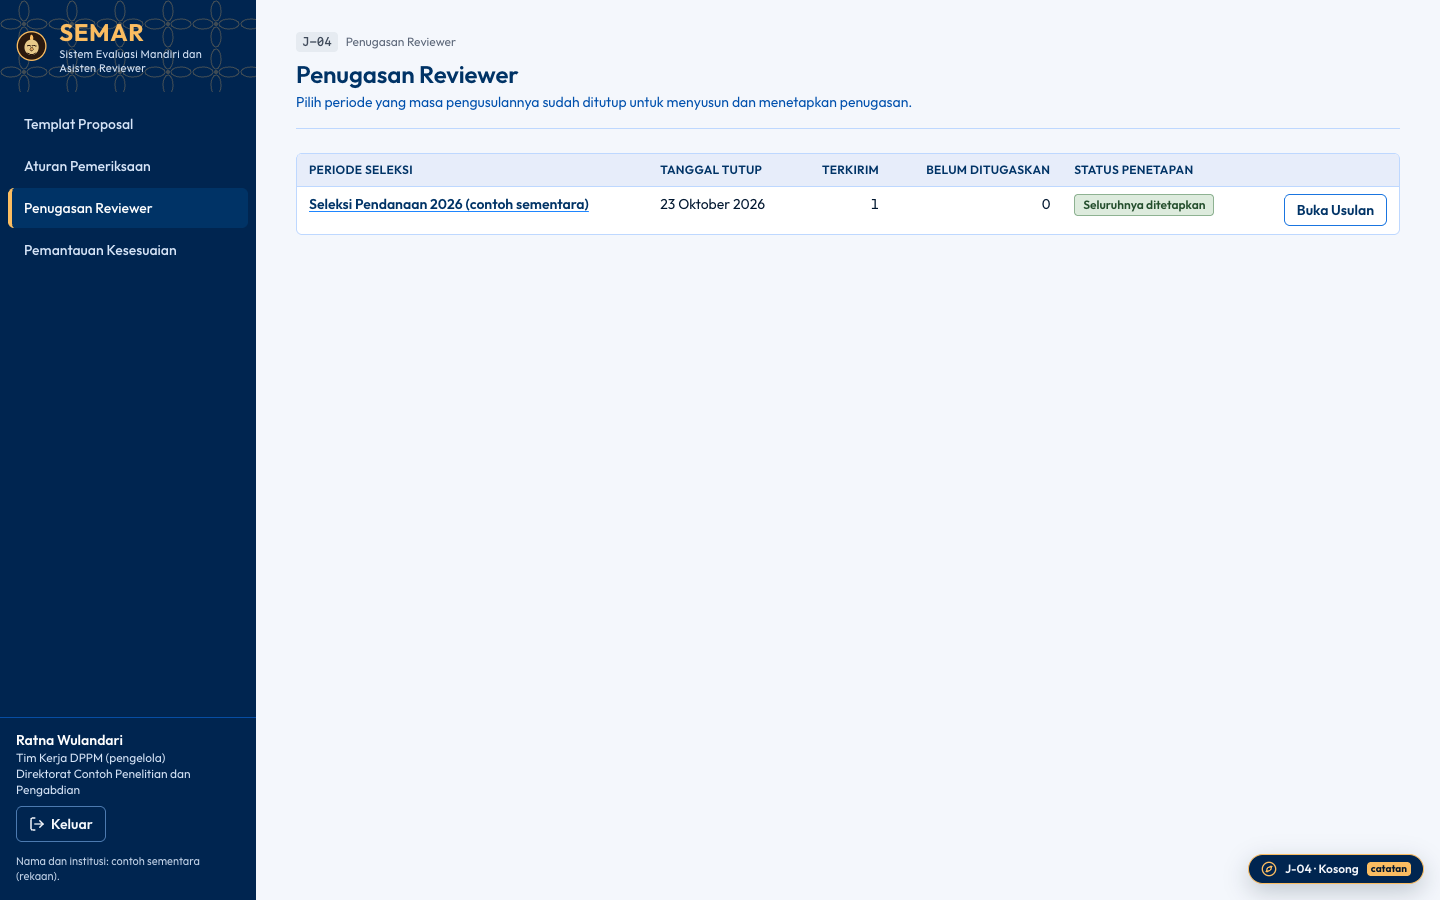 SEMAR
Sistem Evaluasi Mandiri dan
Asisten Reviewer
Templat Proposal
Aturan Pemeriksaan
Penugasan Reviewer
Pemantauan Kesesuaian
Ratna Wulandari
Tim Kerja DPPM (pengelola)
Direktorat Contoh Penelitian dan
Pengabdian
Keluar
Nama dan institusi: contoh sementara
(rekaan).
J-04 Penugasan Reviewer
Penugasan Reviewer
Pilih periode yang masa pengusulannya sudah ditutup untuk menyusun dan menetapkan penugasan.
PERIODE SELEKSI TANGGAL TUTUP TERKIRIM BELUM DITUGASKAN STATUS PENETAPAN
Seleksi Pendanaan 2026 (contoh sementara) 23 Oktober 2026 1 0 Seluruhnya ditetapkan Buka Usulan
J-04 · Kosong catatan